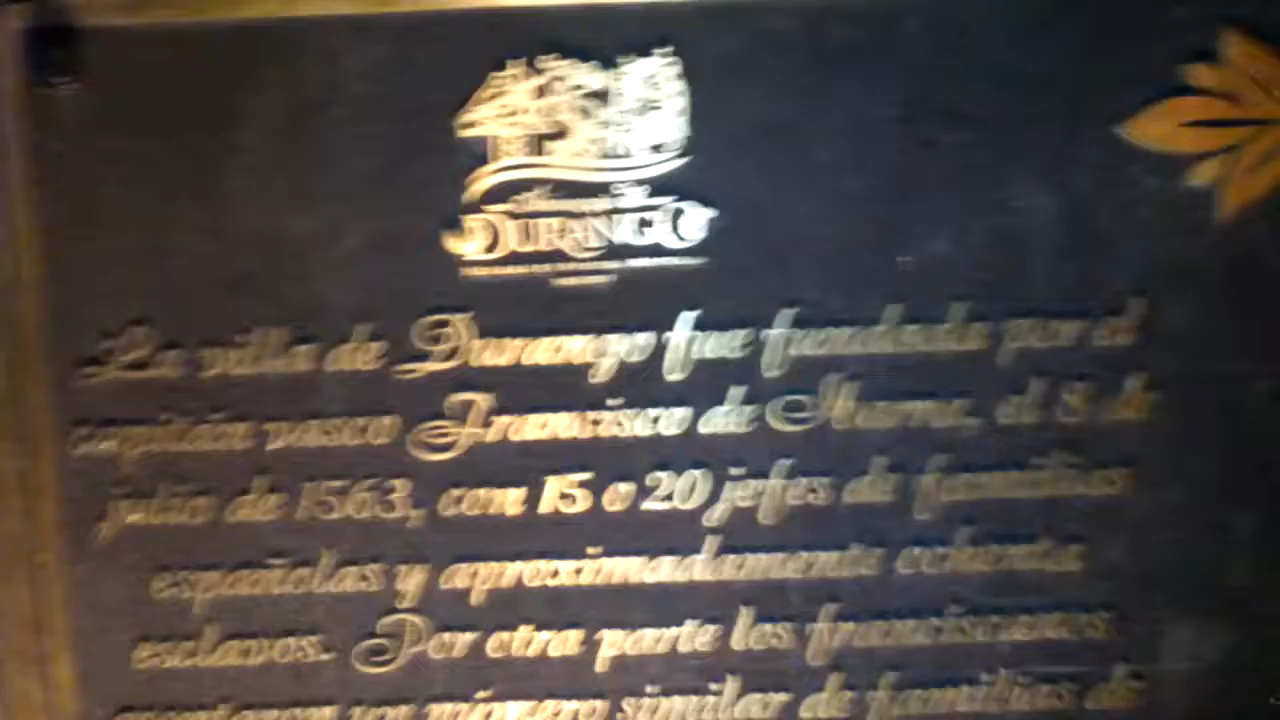 DURANGO
La villa de Durango fue fundada por el
capitán vasco Francisco de Ibarra, el 8 de
julio de 1563, con 15 o 20 jefes de familias
españolas y aproximadamente ochenta
esclavos. Por otra parte los franciscanos
un número similar de familias de